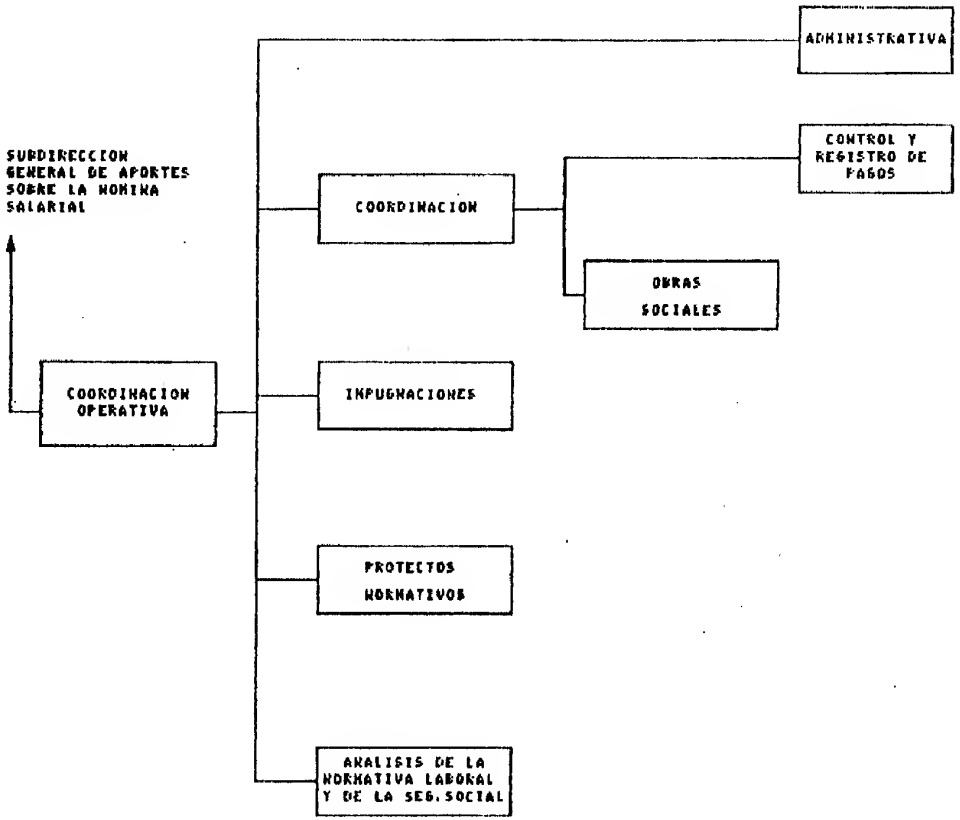 ADMINISTRATIVA
CONTROL Y
REGISTRO DE
PAGOS
SUBDIRECCION
GENERAL DE APORTES
SOBRE LA NOMINA
SALARIAL
COORDINACION
OBRAS
SOCIALES
COORDINACION
OPERATIVA
IMPUGNACIONES
PROYECTOS
NORMATIVOS
ANALISIS DE LA
NORMATIVA LABORAL
Y DE LA SEG.SOCIAL